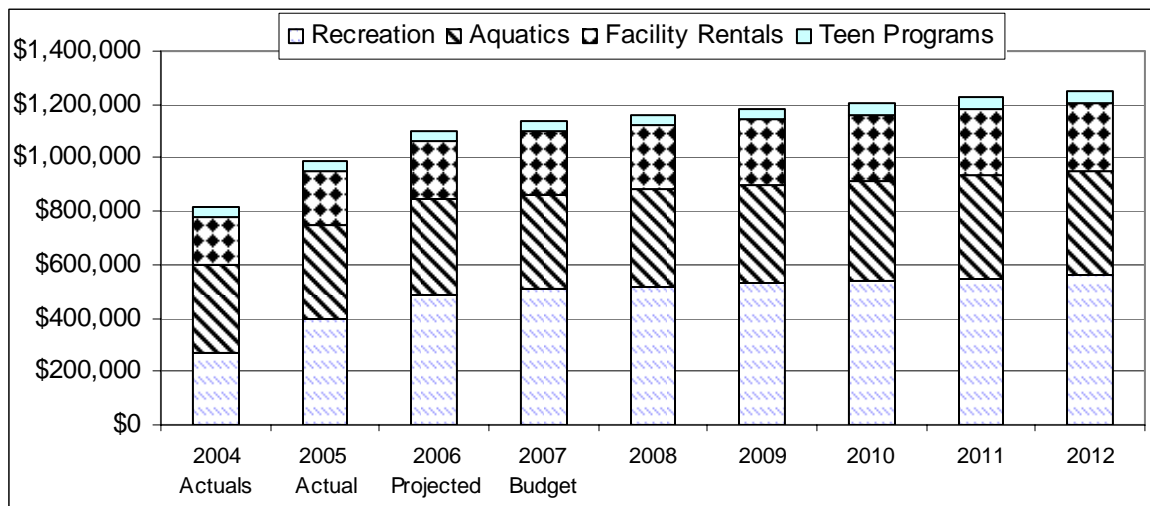 Recreation Aquatics Facility Rentals Teen Programs
$1,400,000
$1,200,000
$1,000,000
$800,000
$600,000
$400,000
$200,000
$0
2004 2005 2006 2007 2008 2009 2010 2011 2012
Actuals Actual Projected Budget